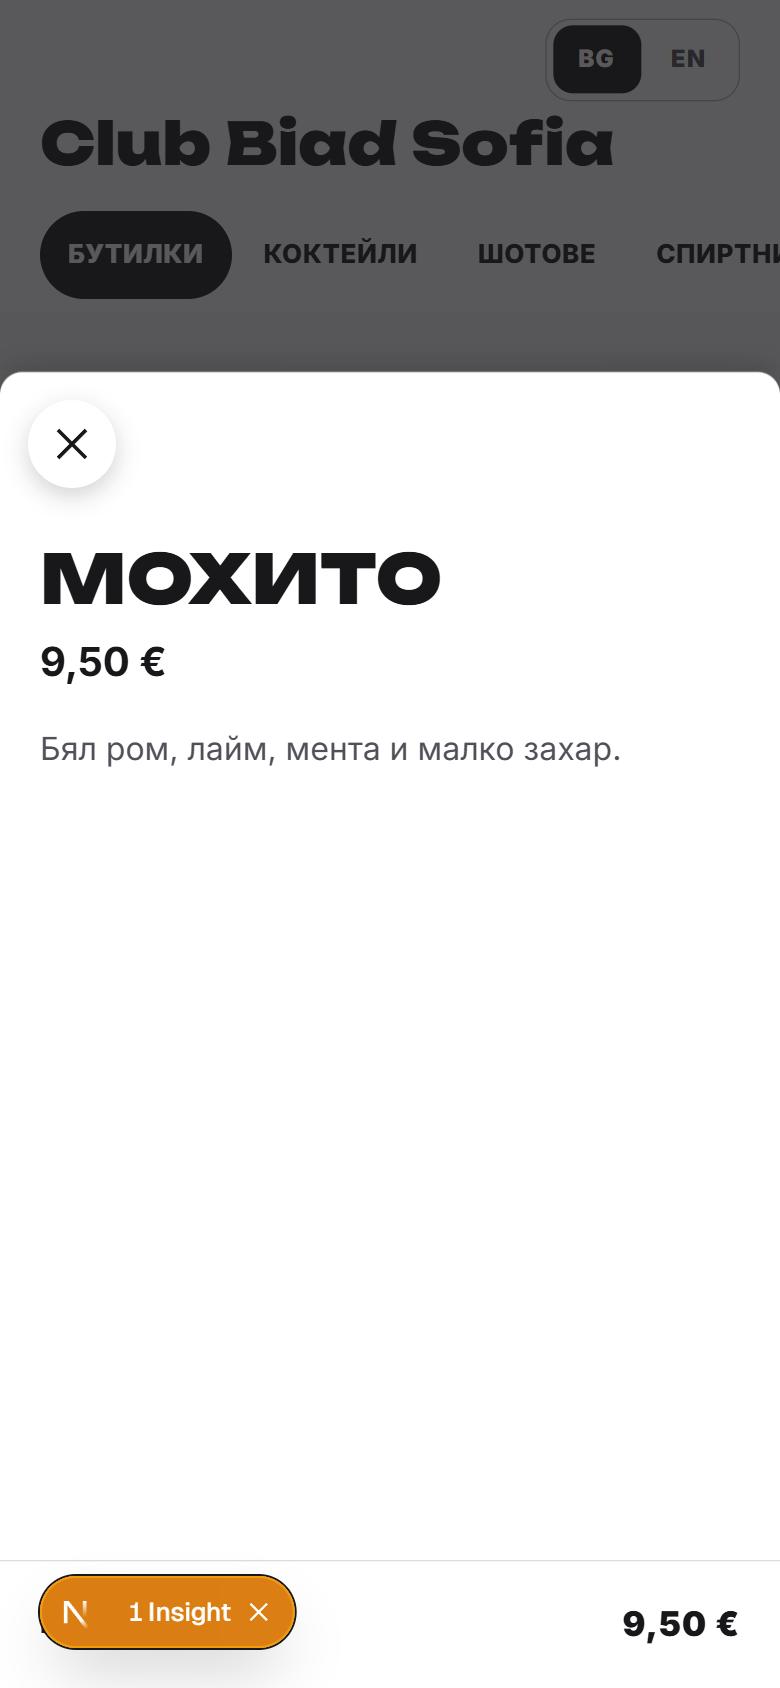 BG EN
Club Biad Sofia
БУТИЛКИ КОКТЕЙЛИ ШОТОВЕ
МОХИТО
9,50 €
Бял ром, лайм, мента и малко захар.
N 1 Insight
9,50 €